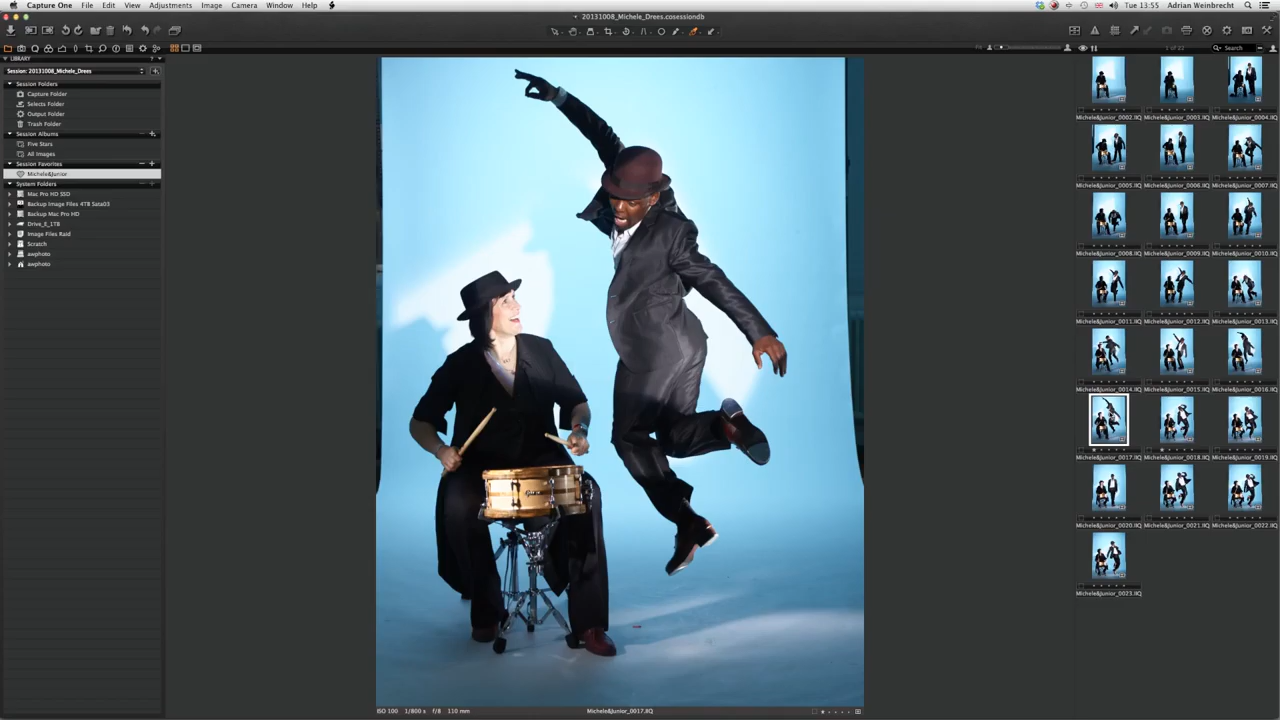 Capture One File Edit View Adjustments Image Camera Window Help
Tue 13:55 Adrian Weinbrecht
20131008_Michele_Drees.cosessiondb
1 of 22 Search
LIBRARY
Session: 20131008_Michele_Drees
Session Folders
Capture Folder
Selects Folder
Output Folder
Trash Folder
Session Albums
Five Stars
All Images
Session Favorites
Michele&Junior
System Folders
Mac Pro HD SSD
Backup Image Files 4TB Sata03
Backup Mac Pro HD
Drive_E_1TB
Image Files Raid
Scratch
awphoto
awphoto
Michele&Junior_0002.IIQ Michele&Junior_0003.IIQ Michele&Junior_0004.IIQ
Michele&Junior_0005.IIQ Michele&Junior_0006.IIQ Michele&Junior_0007.IIQ
Michele&Junior_0008.IIQ Michele&Junior_0009.IIQ Michele&Junior_0010.IIQ
Michele&Junior_0011.IIQ Michele&Junior_0012.IIQ Michele&Junior_0013.IIQ
Michele&Junior_0014.IIQ Michele&Junior_0015.IIQ Michele&Junior_0016.IIQ
Michele&Junior_0017.IIQ Michele&Junior_0018.IIQ Michele&Junior_0019.IIQ
Michele&Junior_0020.IIQ Michele&Junior_0021.IIQ Michele&Junior_0022.IIQ
Michele&Junior_0023.IIQ
ISO 100 1/800 s f/8 110 mm
Michele&Junior_0017.IIQ